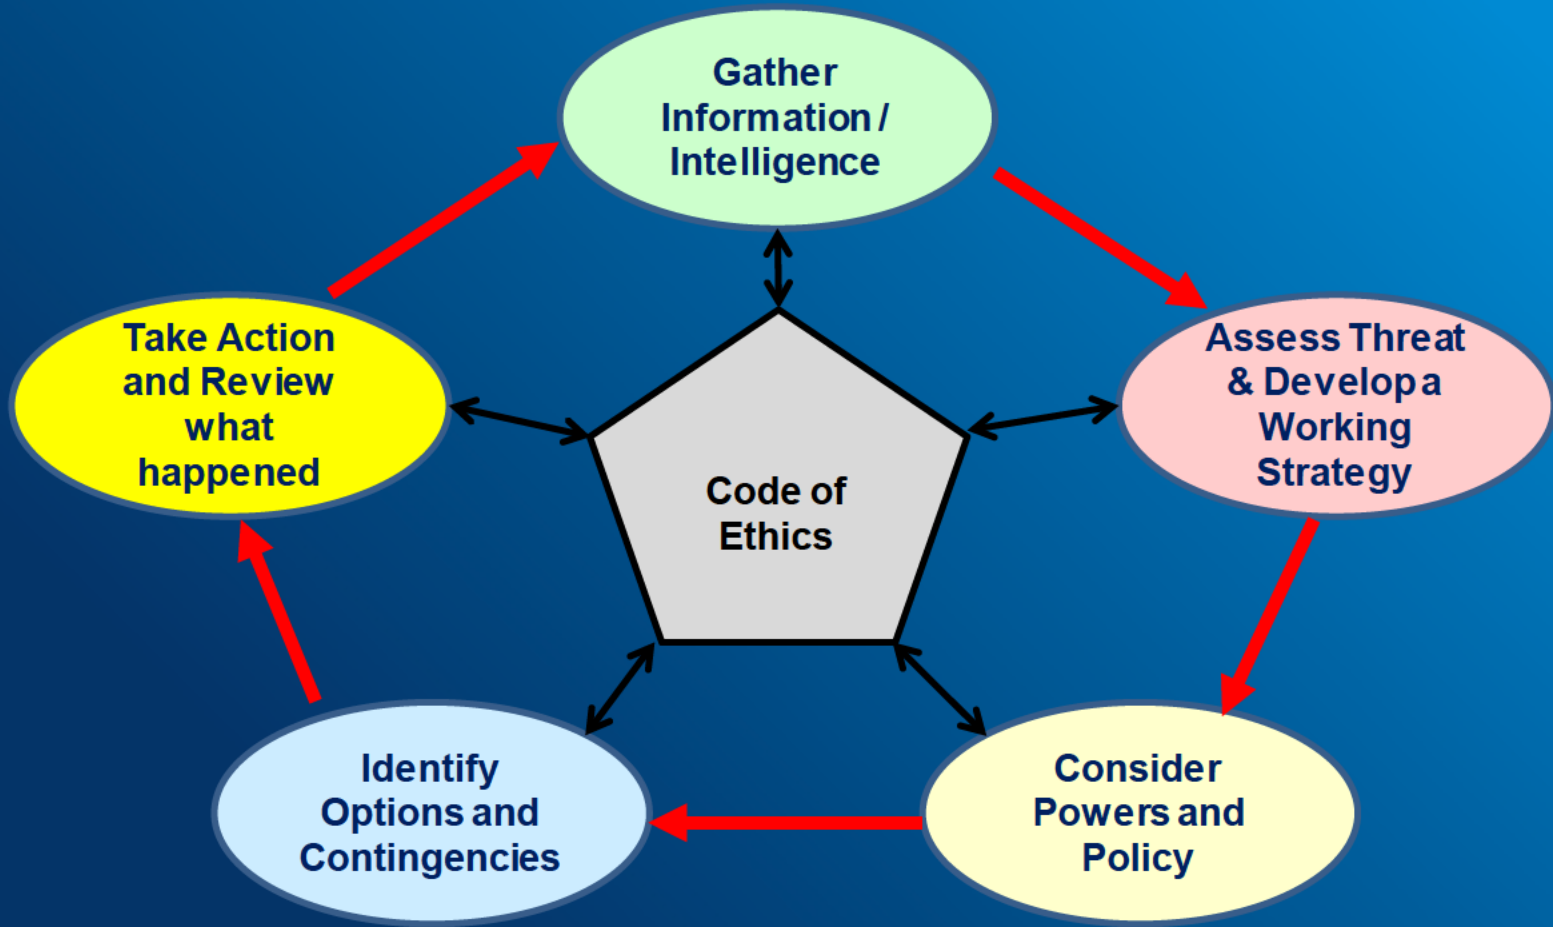 Gather
Information /
Intelligence
Assess Threat
& Develop a
Working
Strategy
Consider
Powers and
Policy
Identify
Options and
Contingencies
Take Action
and Review
what
happened
Code of
Ethics